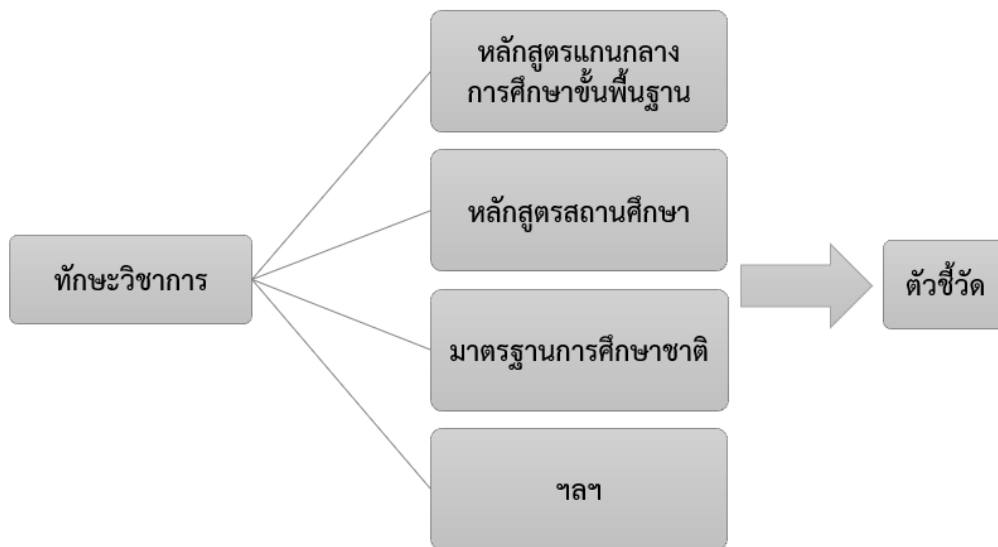 ทักษะวิชาการ
หลักสูตรแกนกลาง
การศึกษาขั้นพื้นฐาน
หลักสูตรสถานศึกษา
มาตรฐานการศึกษาชาติ
ฯลฯ
ตัวชี้วัด